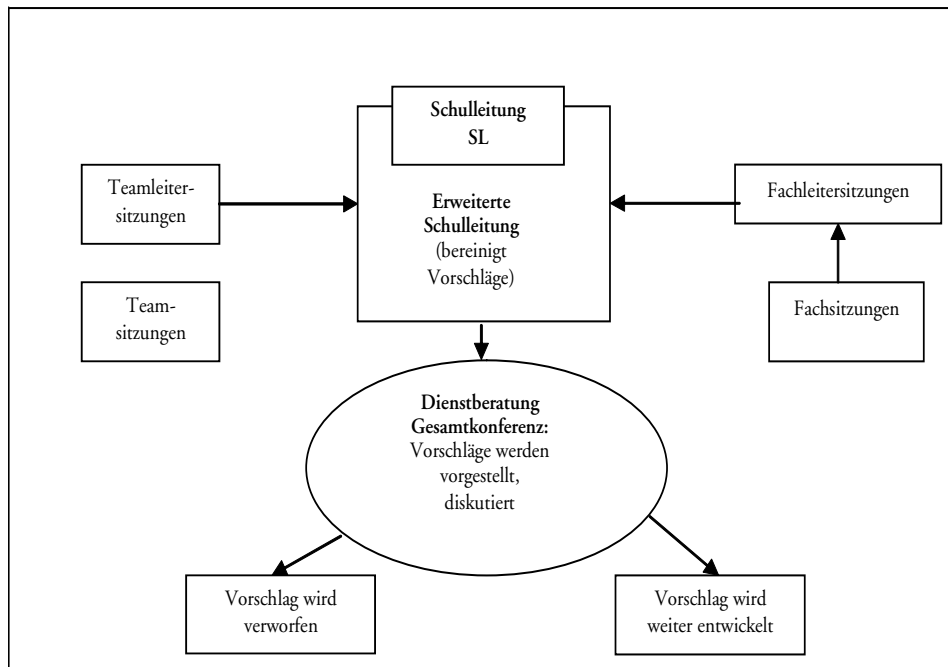 Schulleitung
SL
Teamleiter-
sitzungen
Erweiterte
Schulleitung
(bereinigt
Vorschläge)
Fachleitersitzungen
Team-
sitzungen
Fachsitzungen
Dienstberatung
Gesamtkonferenz:
Vorschläge werden
vorgestellt,
diskutiert
Vorschlag wird
verworfen
Vorschlag wird
weiter entwickelt